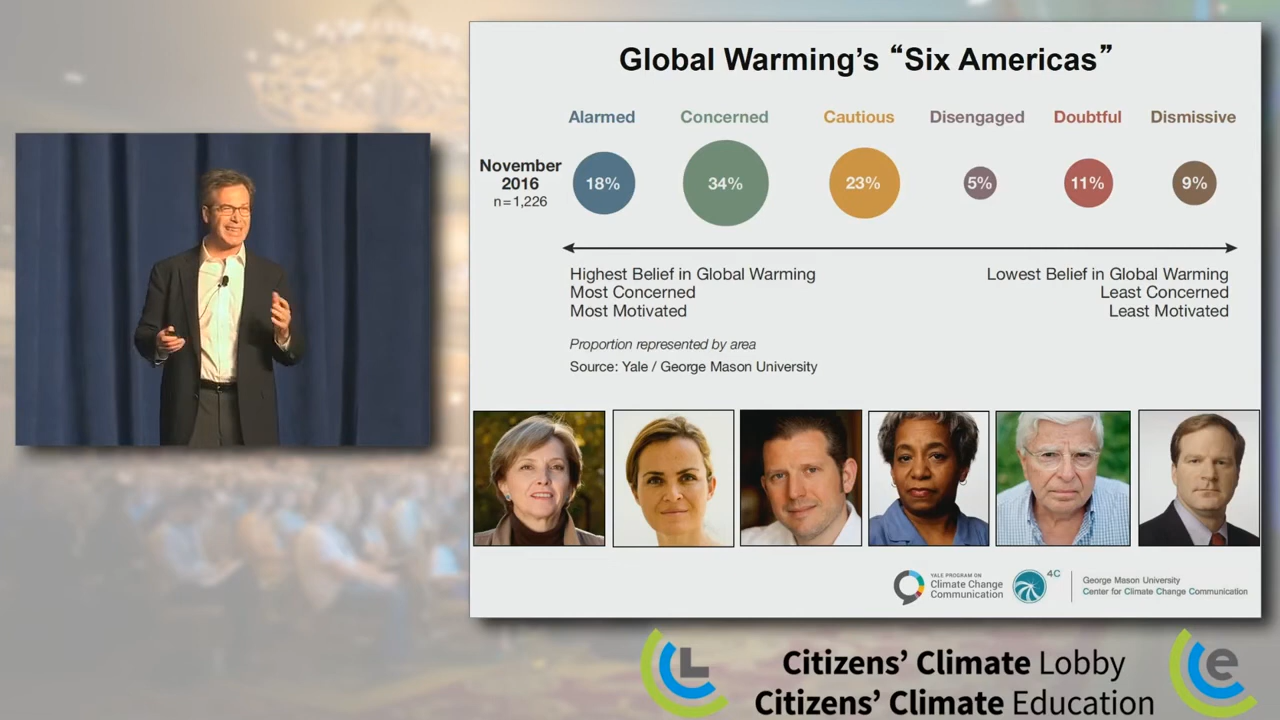 Global Warming's “Six Americas”
Alarmed Concerned Cautious Disengaged Doubtful Dismissive
November
2016
n=1,226
18% 34% 23% 5% 11% 9%
Highest Belief in Global Warming
Most Concerned
Most Motivated
Lowest Belief in Global Warming
Least Concerned
Least Motivated
Proportion represented by area
Source: Yale / George Mason University
YALE PROGRAM ON
Climate Change
Communication
4C
George Mason University
Center for Climate Change Communication
L
Citizens’ Climate Lobby
Citizens’ Climate Education
e